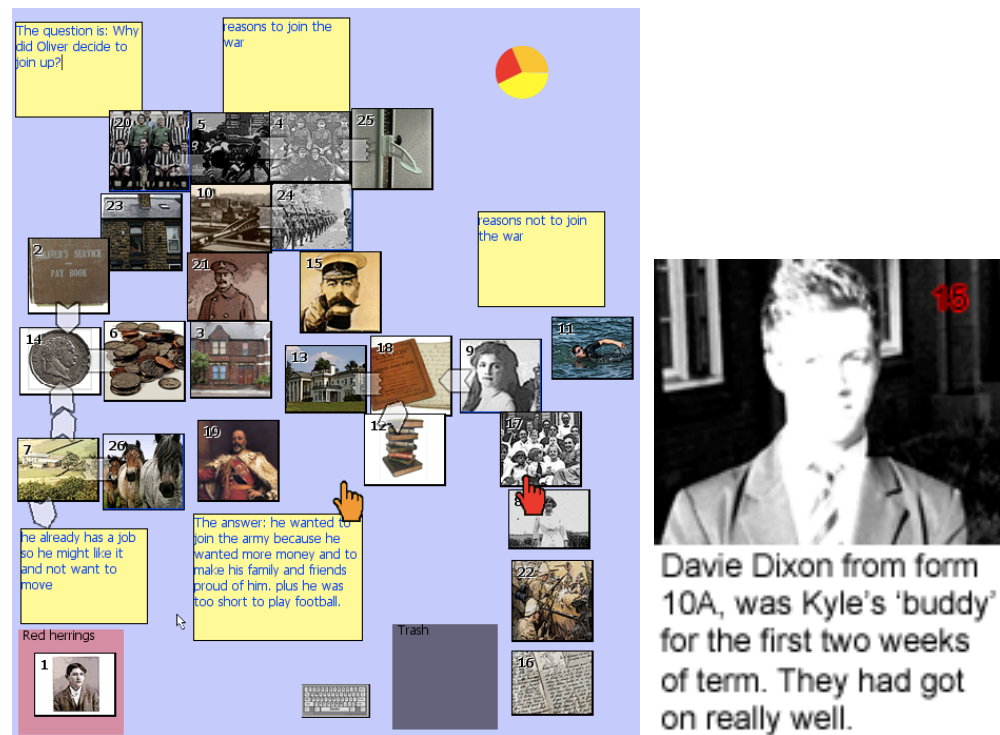 The question is: Why
did Oliver decide to
join up?
reasons to join the
war
20
5
4
25
23
10
24
reasons not to join
the war
2
SERVICE
PAY BOOK
21
15
14
6
3
13
18
9
11
15
7
26
19
12
17
8
he already has a job
so he might like it
and not want to
move
The answer: he wanted to
join the army because he
wanted more money and to
make his family and friends
proud of him. plus he was
too short to play football.
22
16
Red herrings
1
Trash
Davie Dixon from form
10A, was Kyle's 'buddy'
for the first two weeks
of term. They had got
on really well.